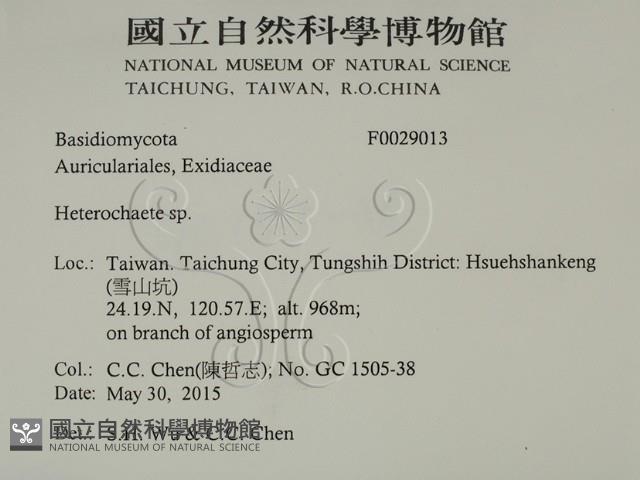 國立自然科學博物館
NATIONAL MUSEUM OF NATURAL SCIENCE
TAICHUNG, TAIWAN, R.O.CHINA
Basidiomycota F0029013
Auriculariales, Exidiaceae
Heterochaete sp.
Loc.: Taiwan. Taichung City, Tungshih District: Hsuehshankeng
(雪山坑)
24.19.N, 120.57.E; alt. 968m;
on branch of angiosperm
Col.: C.C. Chen(陳哲志); No. GC 1505-38
Date: May 30, 2015
Det.: S.H. Wu & C.C. Chen
國立自然科學博物館
NATIONAL MUSEUM OF NATURAL SCIENCE